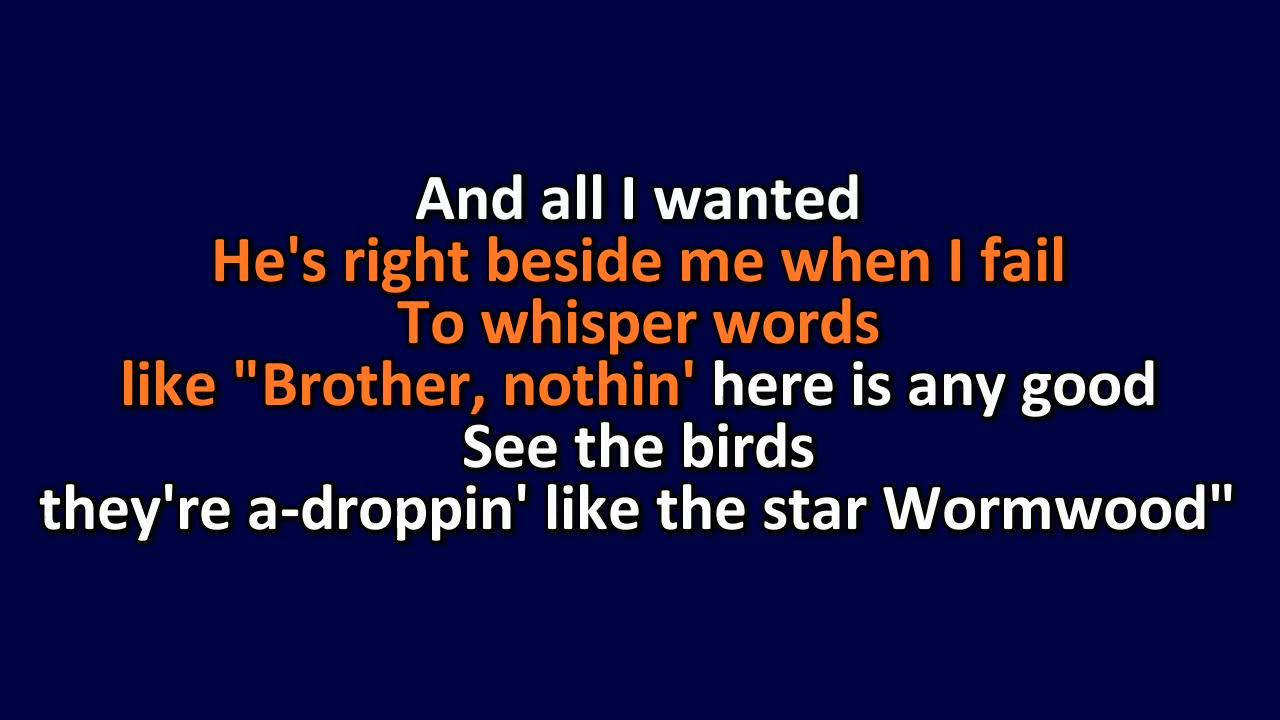 And all I wanted
He's right beside me when I fail
To whisper words
like "Brother, nothin' here is any good
See the birds
they're a-droppin' like the star Wormwood"